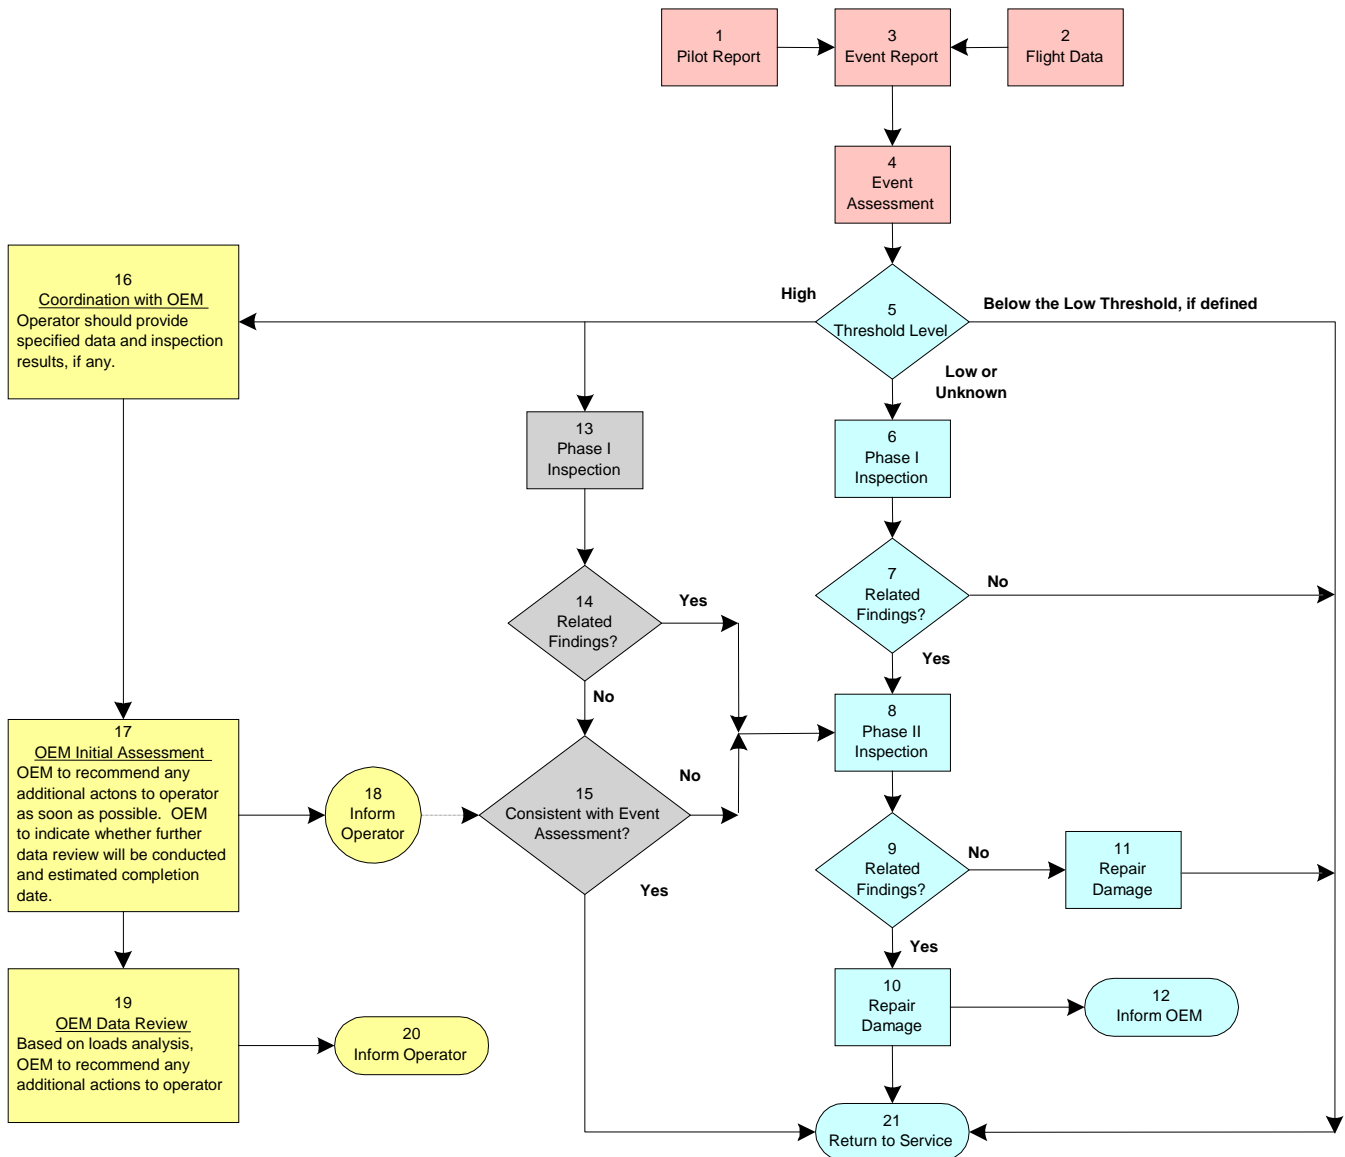 1
Pilot Report
3
Event Report
2
Flight Data
4
Event
Assessment
16
Coordination with OEM
Operator should provide
specified data and inspection
results, if any.
High
5
Threshold Level
Below the Low Threshold, if defined
Low or
Unknown
13
Phase I
Inspection
6
Phase I
Inspection
14
Related
Findings?
Yes
No
7
Related
Findings?
No
Yes
8
Phase II
Inspection
17
OEM Initial Assessment
OEM to recommend any
additional actons to operator
as soon as possible.  OEM
to indicate whether further
data review will be conducted
and estimated completion
date.
18
Inform
Operator
15
Consistent with Event
Assessment?
No
Yes
9
Related
Findings?
No
Yes
11
Repair
Damage
19
OEM Data Review
Based on loads analysis,
OEM to recommend any
additional actions to operator
20
Inform Operator
10
Repair
Damage
12
Inform OEM
21
Return to Service